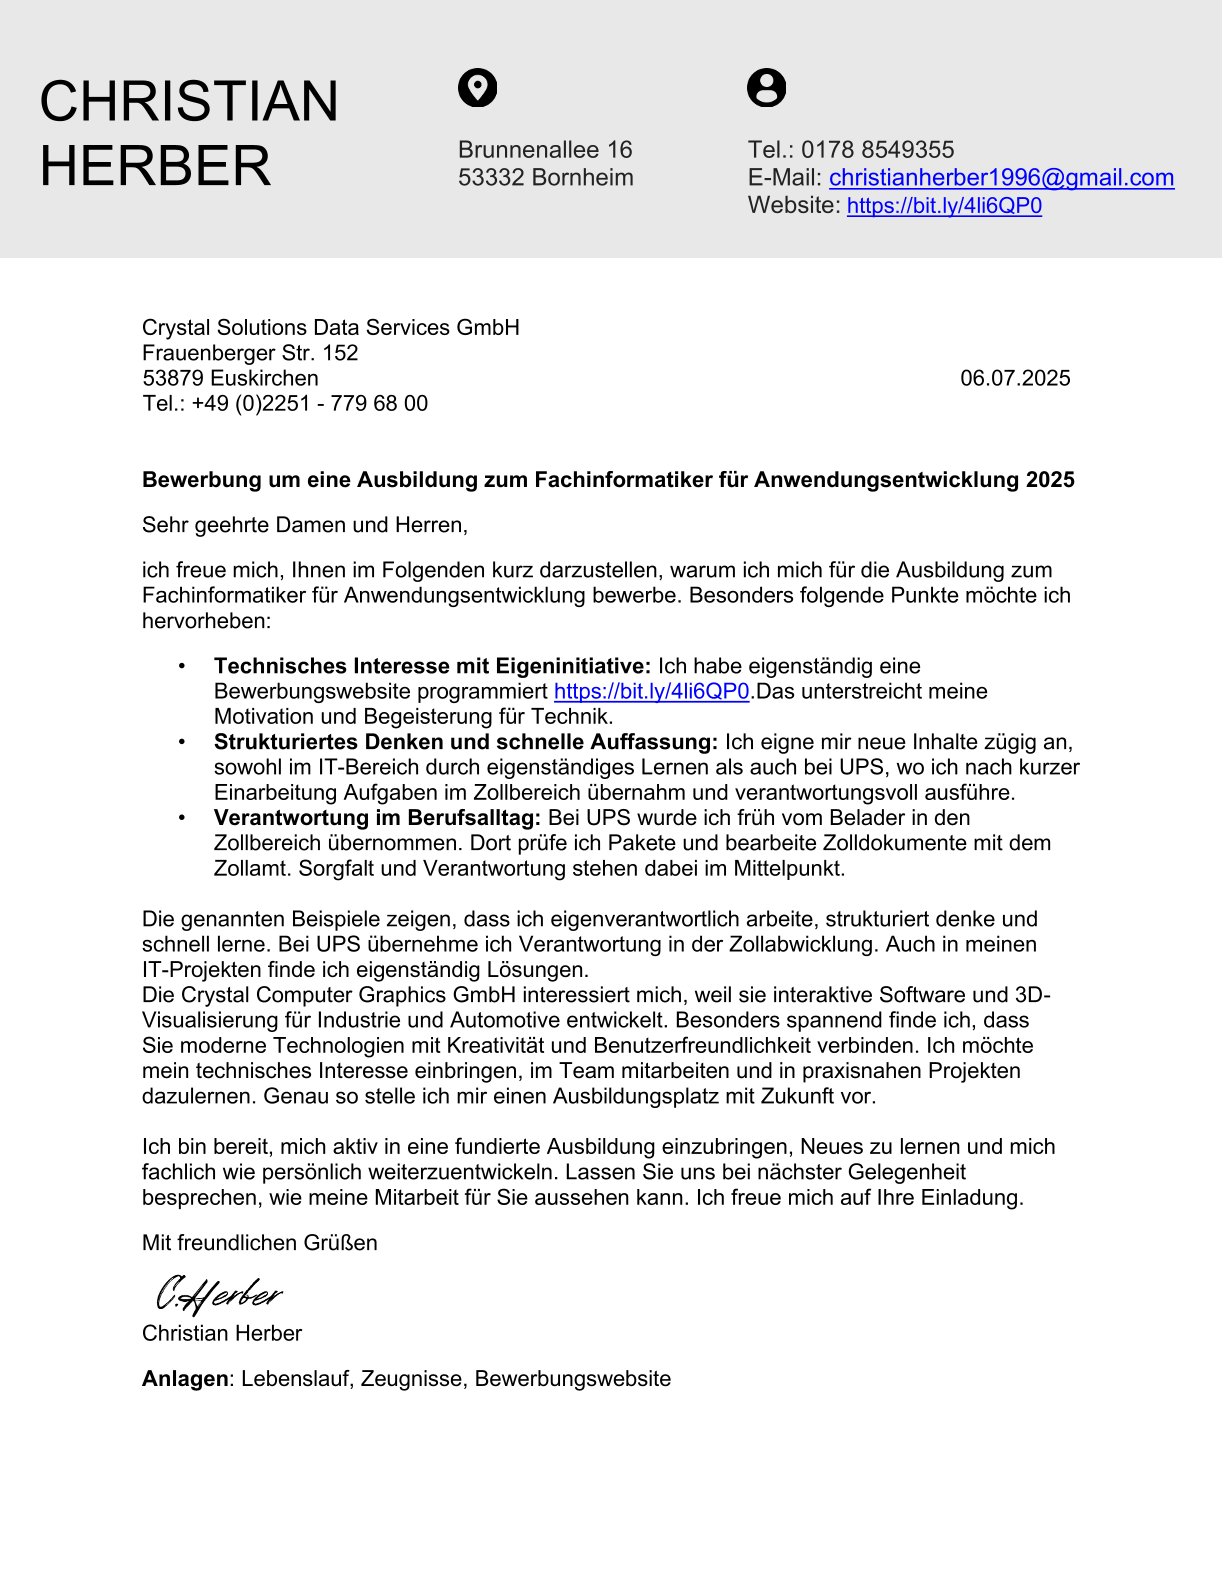 CHRISTIAN
HERBER
Brunnenallee 16
53332 Bornheim
Tel.: 0178 8549355
E-Mail: christianherber1996@gmail.com
Website: https://bit.ly/4li6QP0
Crystal Solutions Data Services GmbH
Frauenberger Str. 152
53879 Euskirchen 06.07.2025
Tel.: +49 (0)2251 - 779 68 00
Bewerbung um eine Ausbildung zum Fachinformatiker für Anwendungsentwicklung 2025
Sehr geehrte Damen und Herren,
ich freue mich, Ihnen im Folgenden kurz darzustellen, warum ich mich für die Ausbildung zum
Fachinformatiker für Anwendungsentwicklung bewerbe. Besonders folgende Punkte möchte ich
hervorheben:
• Technisches Interesse mit Eigeninitiative: Ich habe eigenständig eine
Bewerbungswebsite programmiert https://bit.ly/4li6QP0.Das unterstreicht meine
Motivation und Begeisterung für Technik.
• Strukturiertes Denken und schnelle Auffassung: Ich eigne mir neue Inhalte zügig an,
sowohl im IT-Bereich durch eigenständiges Lernen als auch bei UPS, wo ich nach kurzer
Einarbeitung Aufgaben im Zollbereich übernahm und verantwortungsvoll ausführe.
• Verantwortung im Berufsalltag: Bei UPS wurde ich früh vom Belader in den
Zollbereich übernommen. Dort prüfe ich Pakete und bearbeite Zolldokumente mit dem
Zollamt. Sorgfalt und Verantwortung stehen dabei im Mittelpunkt.
Die genannten Beispiele zeigen, dass ich eigenverantwortlich arbeite, strukturiert denke und
schnell lerne. Bei UPS übernehme ich Verantwortung in der Zollabwicklung. Auch in meinen
IT-Projekten finde ich eigenständig Lösungen.
Die Crystal Computer Graphics GmbH interessiert mich, weil sie interaktive Software und 3D-
Visualisierung für Industrie und Automotive entwickelt. Besonders spannend finde ich, dass
Sie moderne Technologien mit Kreativität und Benutzerfreundlichkeit verbinden. Ich möchte
mein technisches Interesse einbringen, im Team mitarbeiten und in praxisnahen Projekten
dazulernen. Genau so stelle ich mir einen Ausbildungsplatz mit Zukunft vor.
Ich bin bereit, mich aktiv in eine fundierte Ausbildung einzubringen, Neues zu lernen und mich
fachlich wie persönlich weiterzuentwickeln. Lassen Sie uns bei nächster Gelegenheit
besprechen, wie meine Mitarbeit für Sie aussehen kann. Ich freue mich auf Ihre Einladung.
Mit freundlichen Grüßen
C.Herber
Christian Herber
Anlagen: Lebenslauf, Zeugnisse, Bewerbungswebsite